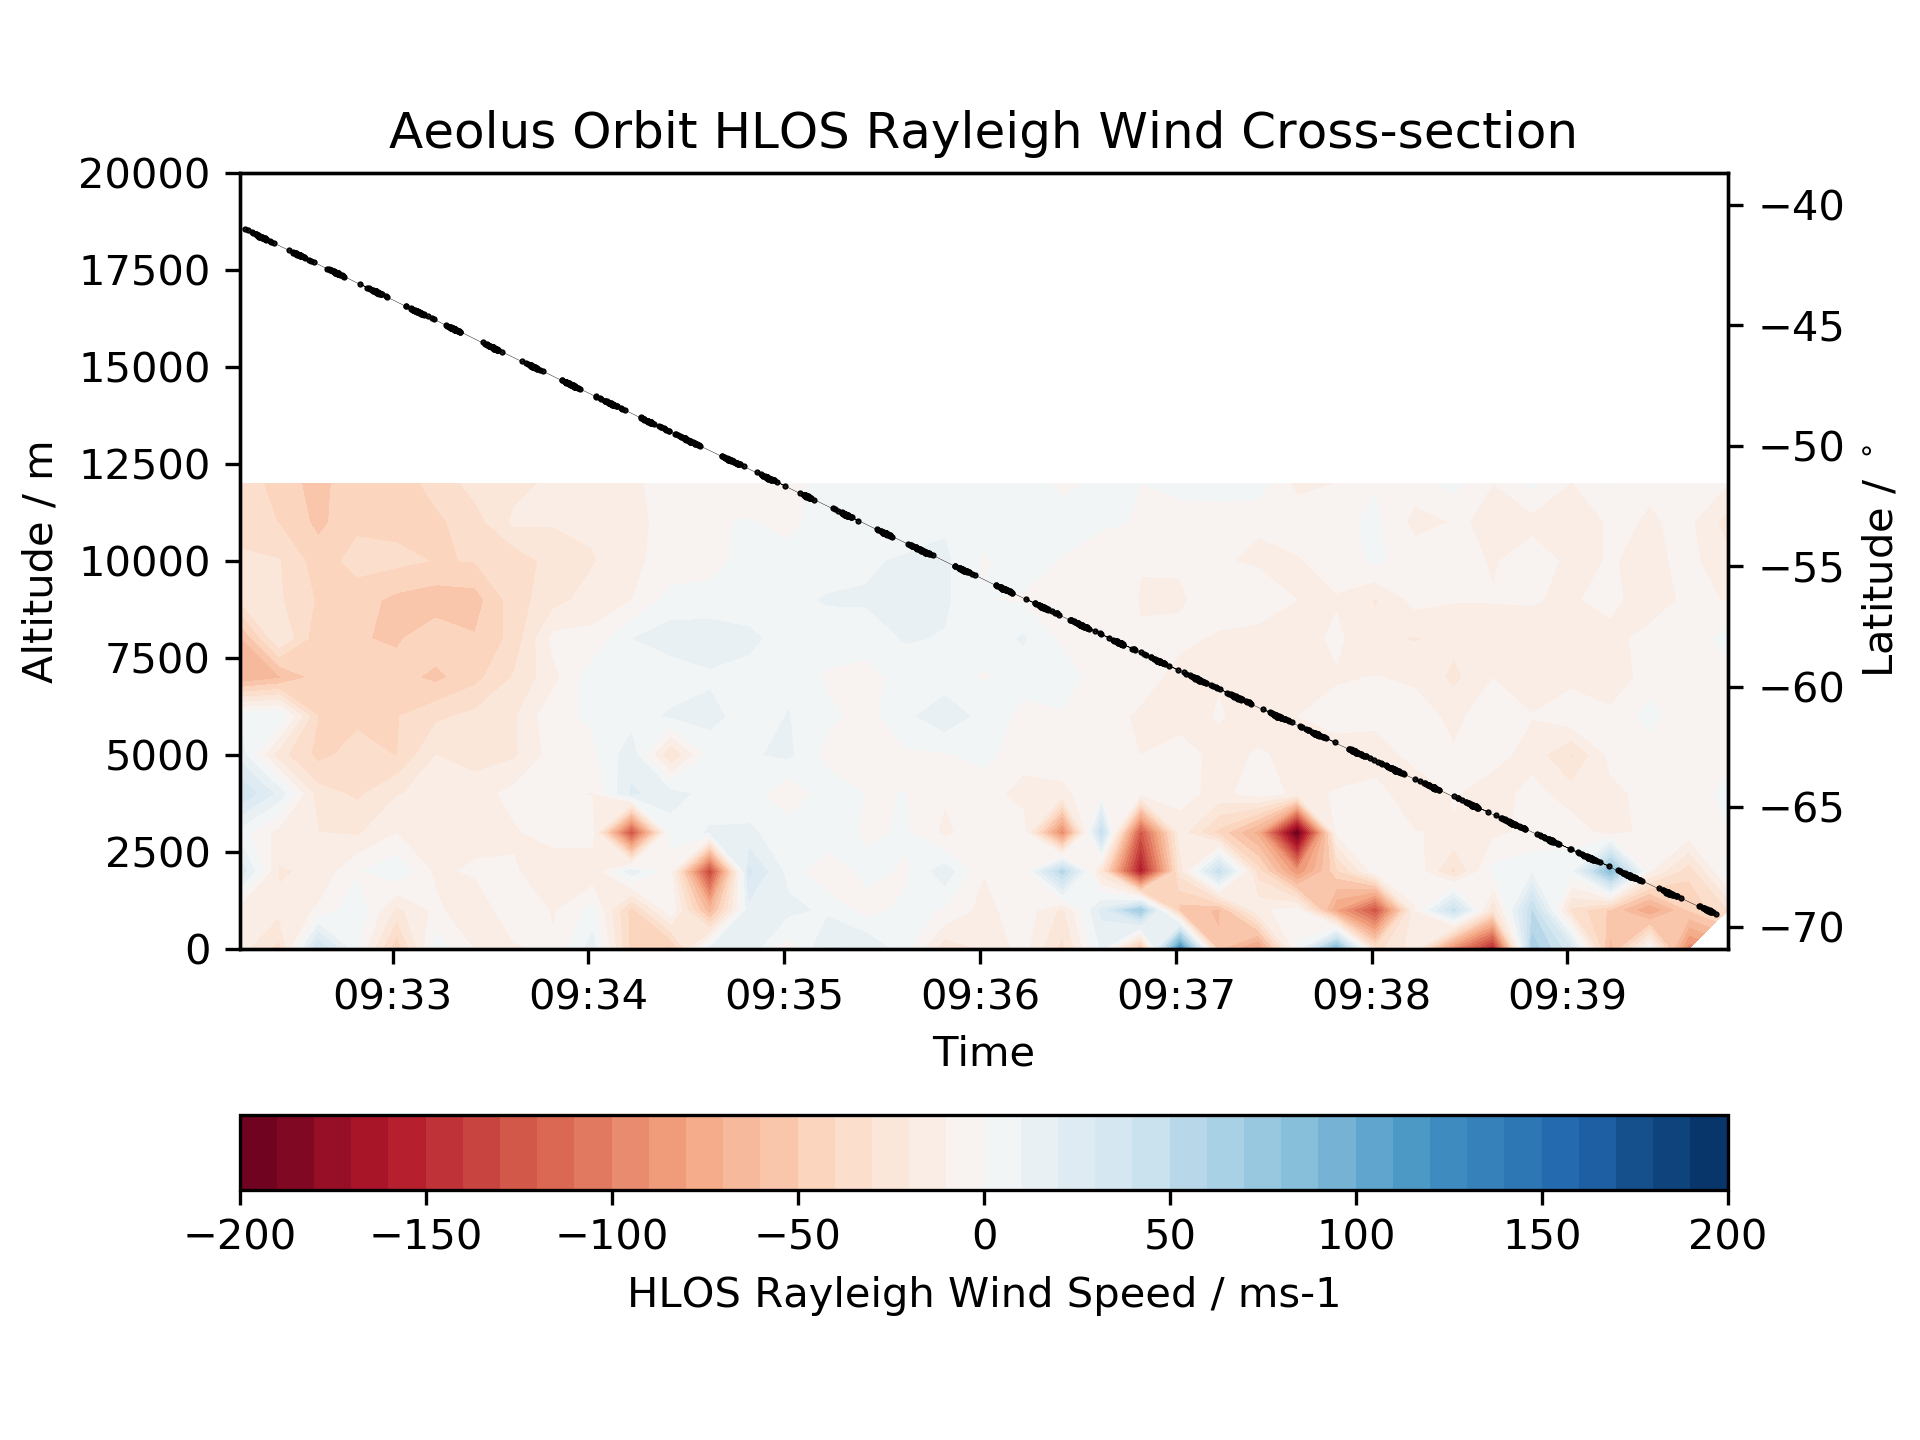 Aeolus Orbit HLOS Rayleigh Wind Cross-section
20000
17500
15000
12500
10000
7500
5000
2500
0
Altitude / m
−40
−45
−50
−55
−60
−65
−70
Latitude / °
09:33 09:34 09:35 09:36 09:37 09:38 09:39
Time
−200 −150 −100 −50 0 50 100 150 200
HLOS Rayleigh Wind Speed / ms-1